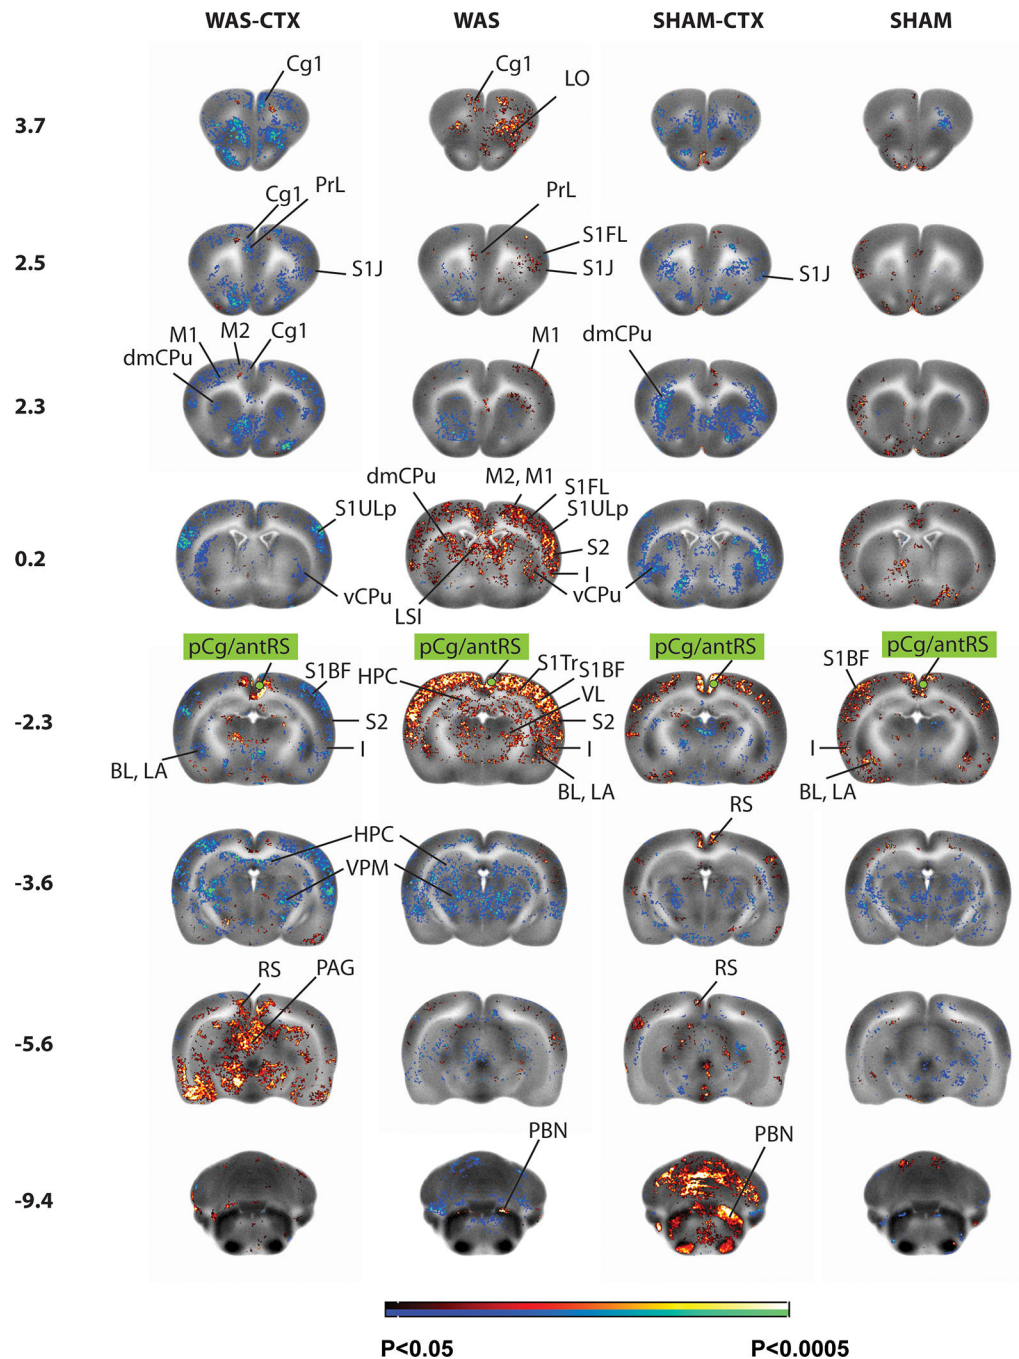 WAS-CTX WAS SHAM-CTX SHAM
Cg1 Cg1 LO
3.7
Cg1 PrL PrL
S1FL
2.5
S1J S1J S1J
M1 M2 Cg1 M1 dmCPu
dmCPu
2.3
dmCPu M2, M1
S1FL
S1ULp S1ULp
0.2
S2
I
vCPu LSI vCPu
pCg/antRS pCg/antRS pCg/antRS pCg/antRS
S1BF HPC S1Tr S1BF S1BF
VL
-2.3
S2 S2
I I I
BL, LA BL, LA BL, LA
RS
HPC
VPM
-3.6
RS PAG RS
-5.6
PBN PBN
-9.4
P<0.05 P<0.0005